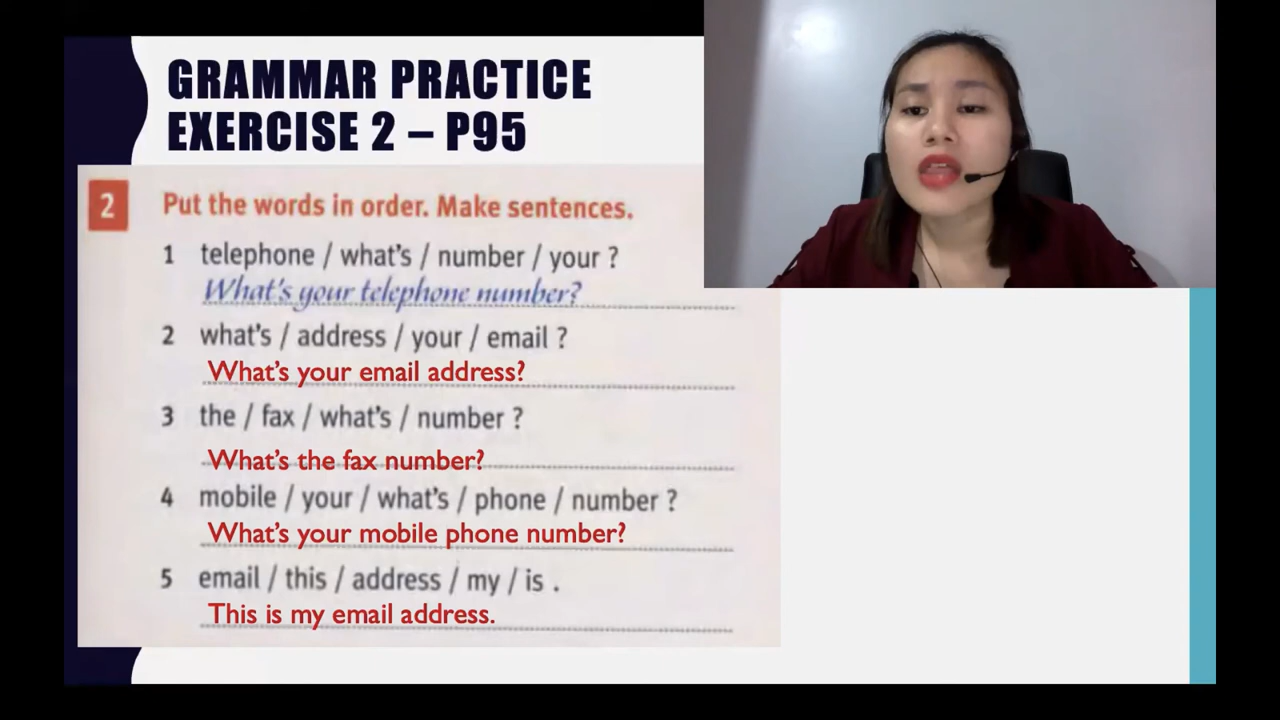 GRAMMAR PRACTICE
EXERCISE 2 – P95
2 Put the words in order. Make sentences.
1 telephone / what's / number / your ?
What's your telephone number?
2 what's / address / your / email ?
What's your email address?
3 the / fax / what's / number ?
What's the fax number?
4 mobile / your / what's / phone / number ?
What's your mobile phone number?
5 email / this / address / my / is .
This is my email address.